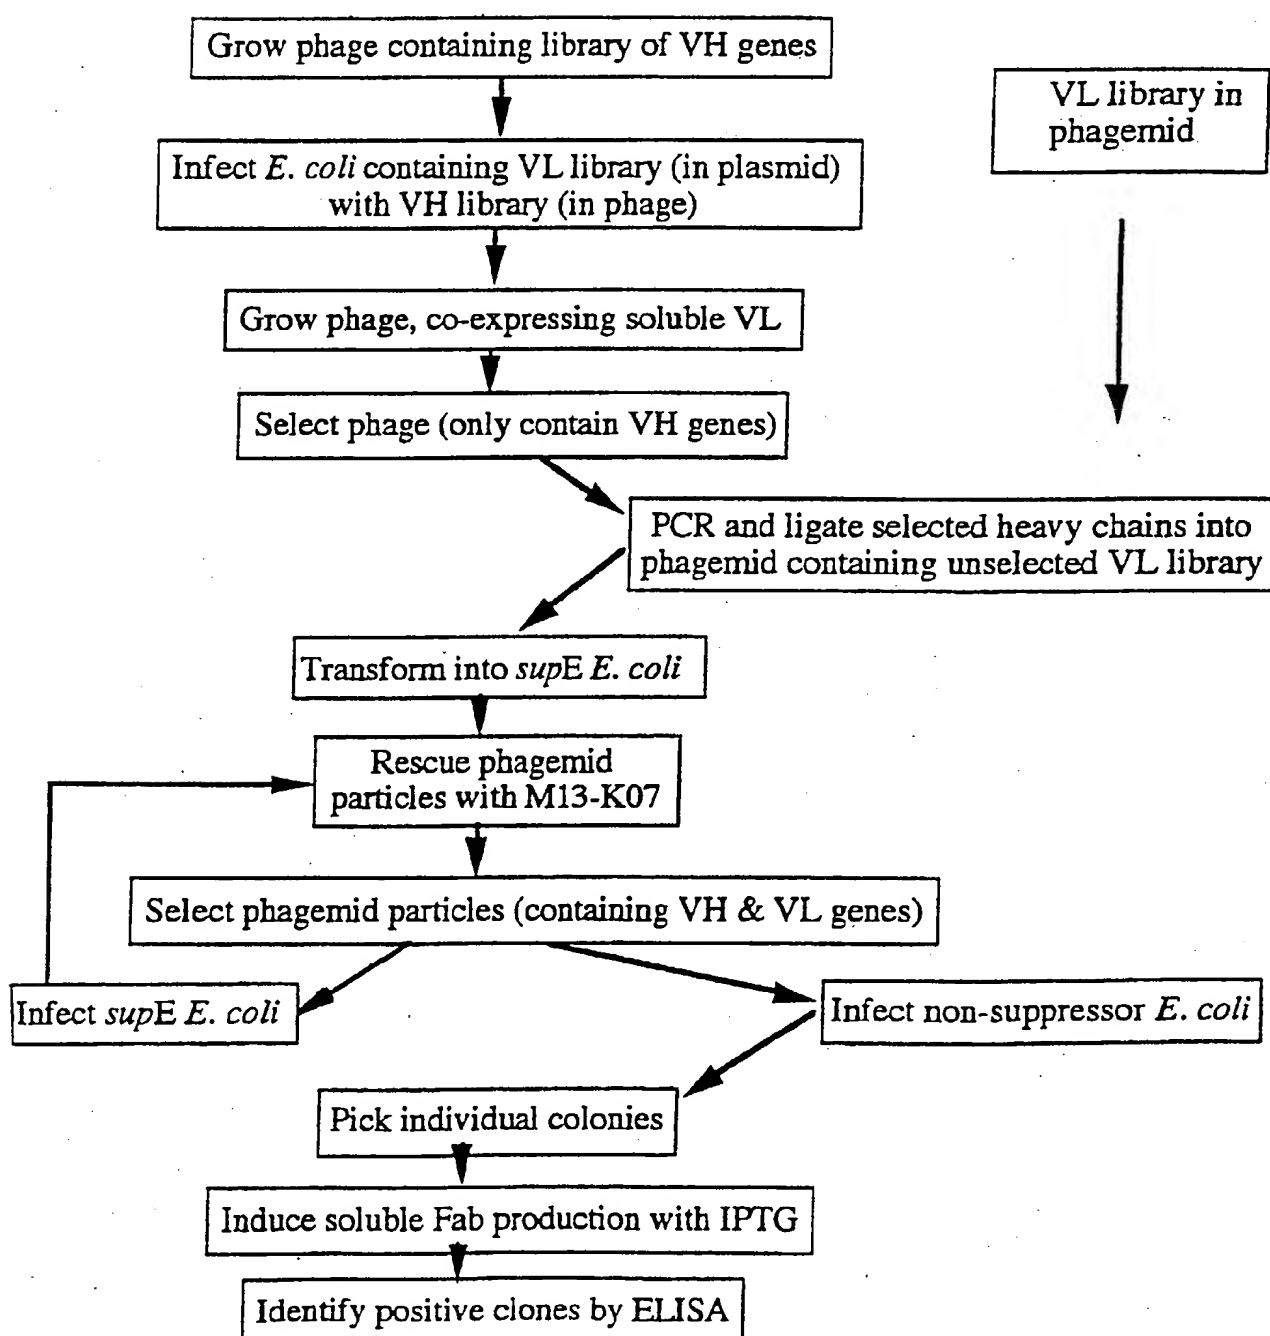 Grow phage containing library of VH genes
VL library in
phagemid
Infect E. coli containing VL library (in plasmid)
with VH library (in phage)
Grow phage, co-expressing soluble VL
Select phage (only contain VH genes)
PCR and ligate selected heavy chains into
phagemid containing unselected VL library
Transform into supE E. coli
Rescue phagemid
particles with M13-K07
Select phagemid particles (containing VH & VL genes)
Infect supE E. coli
Infect non-suppressor E. coli
Pick individual colonies
Induce soluble Fab production with IPTG
Identify positive clones by ELISA